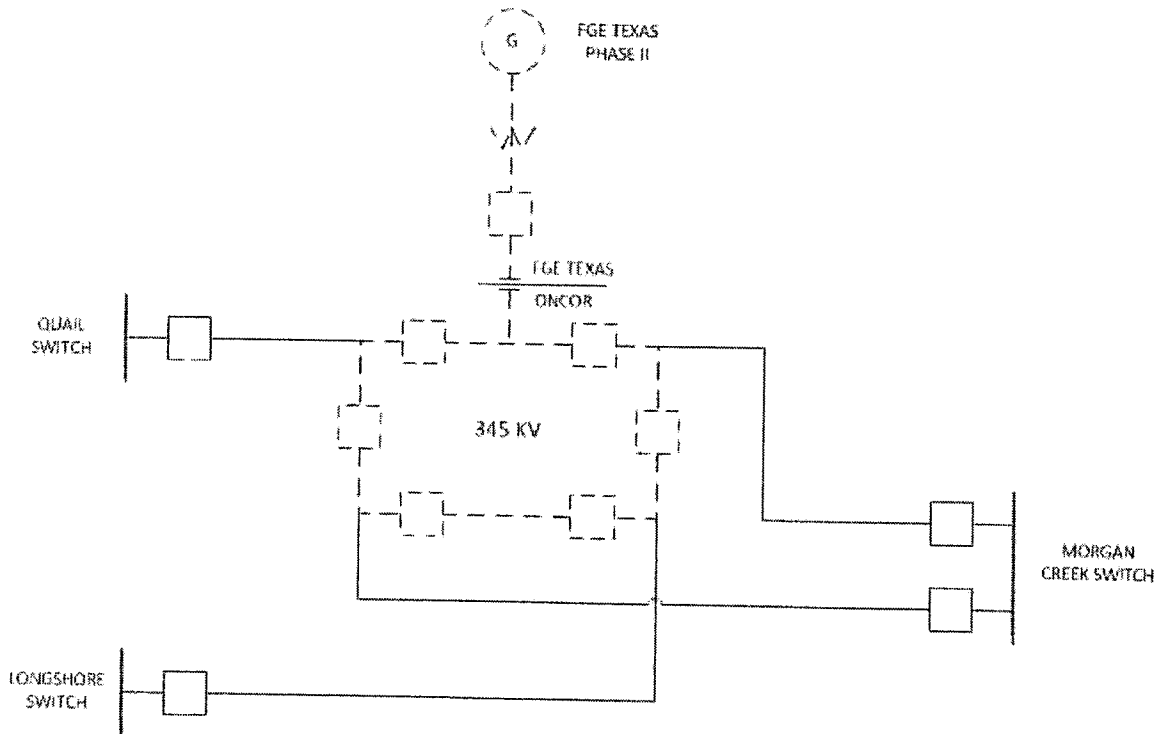 G
FGE TEXAS
PHASE II
FGE TEXAS
ONCOR
QUAIL
SWITCH
345 KV
MORGAN
CREEK SWITCH
LONGSHORE
SWITCH